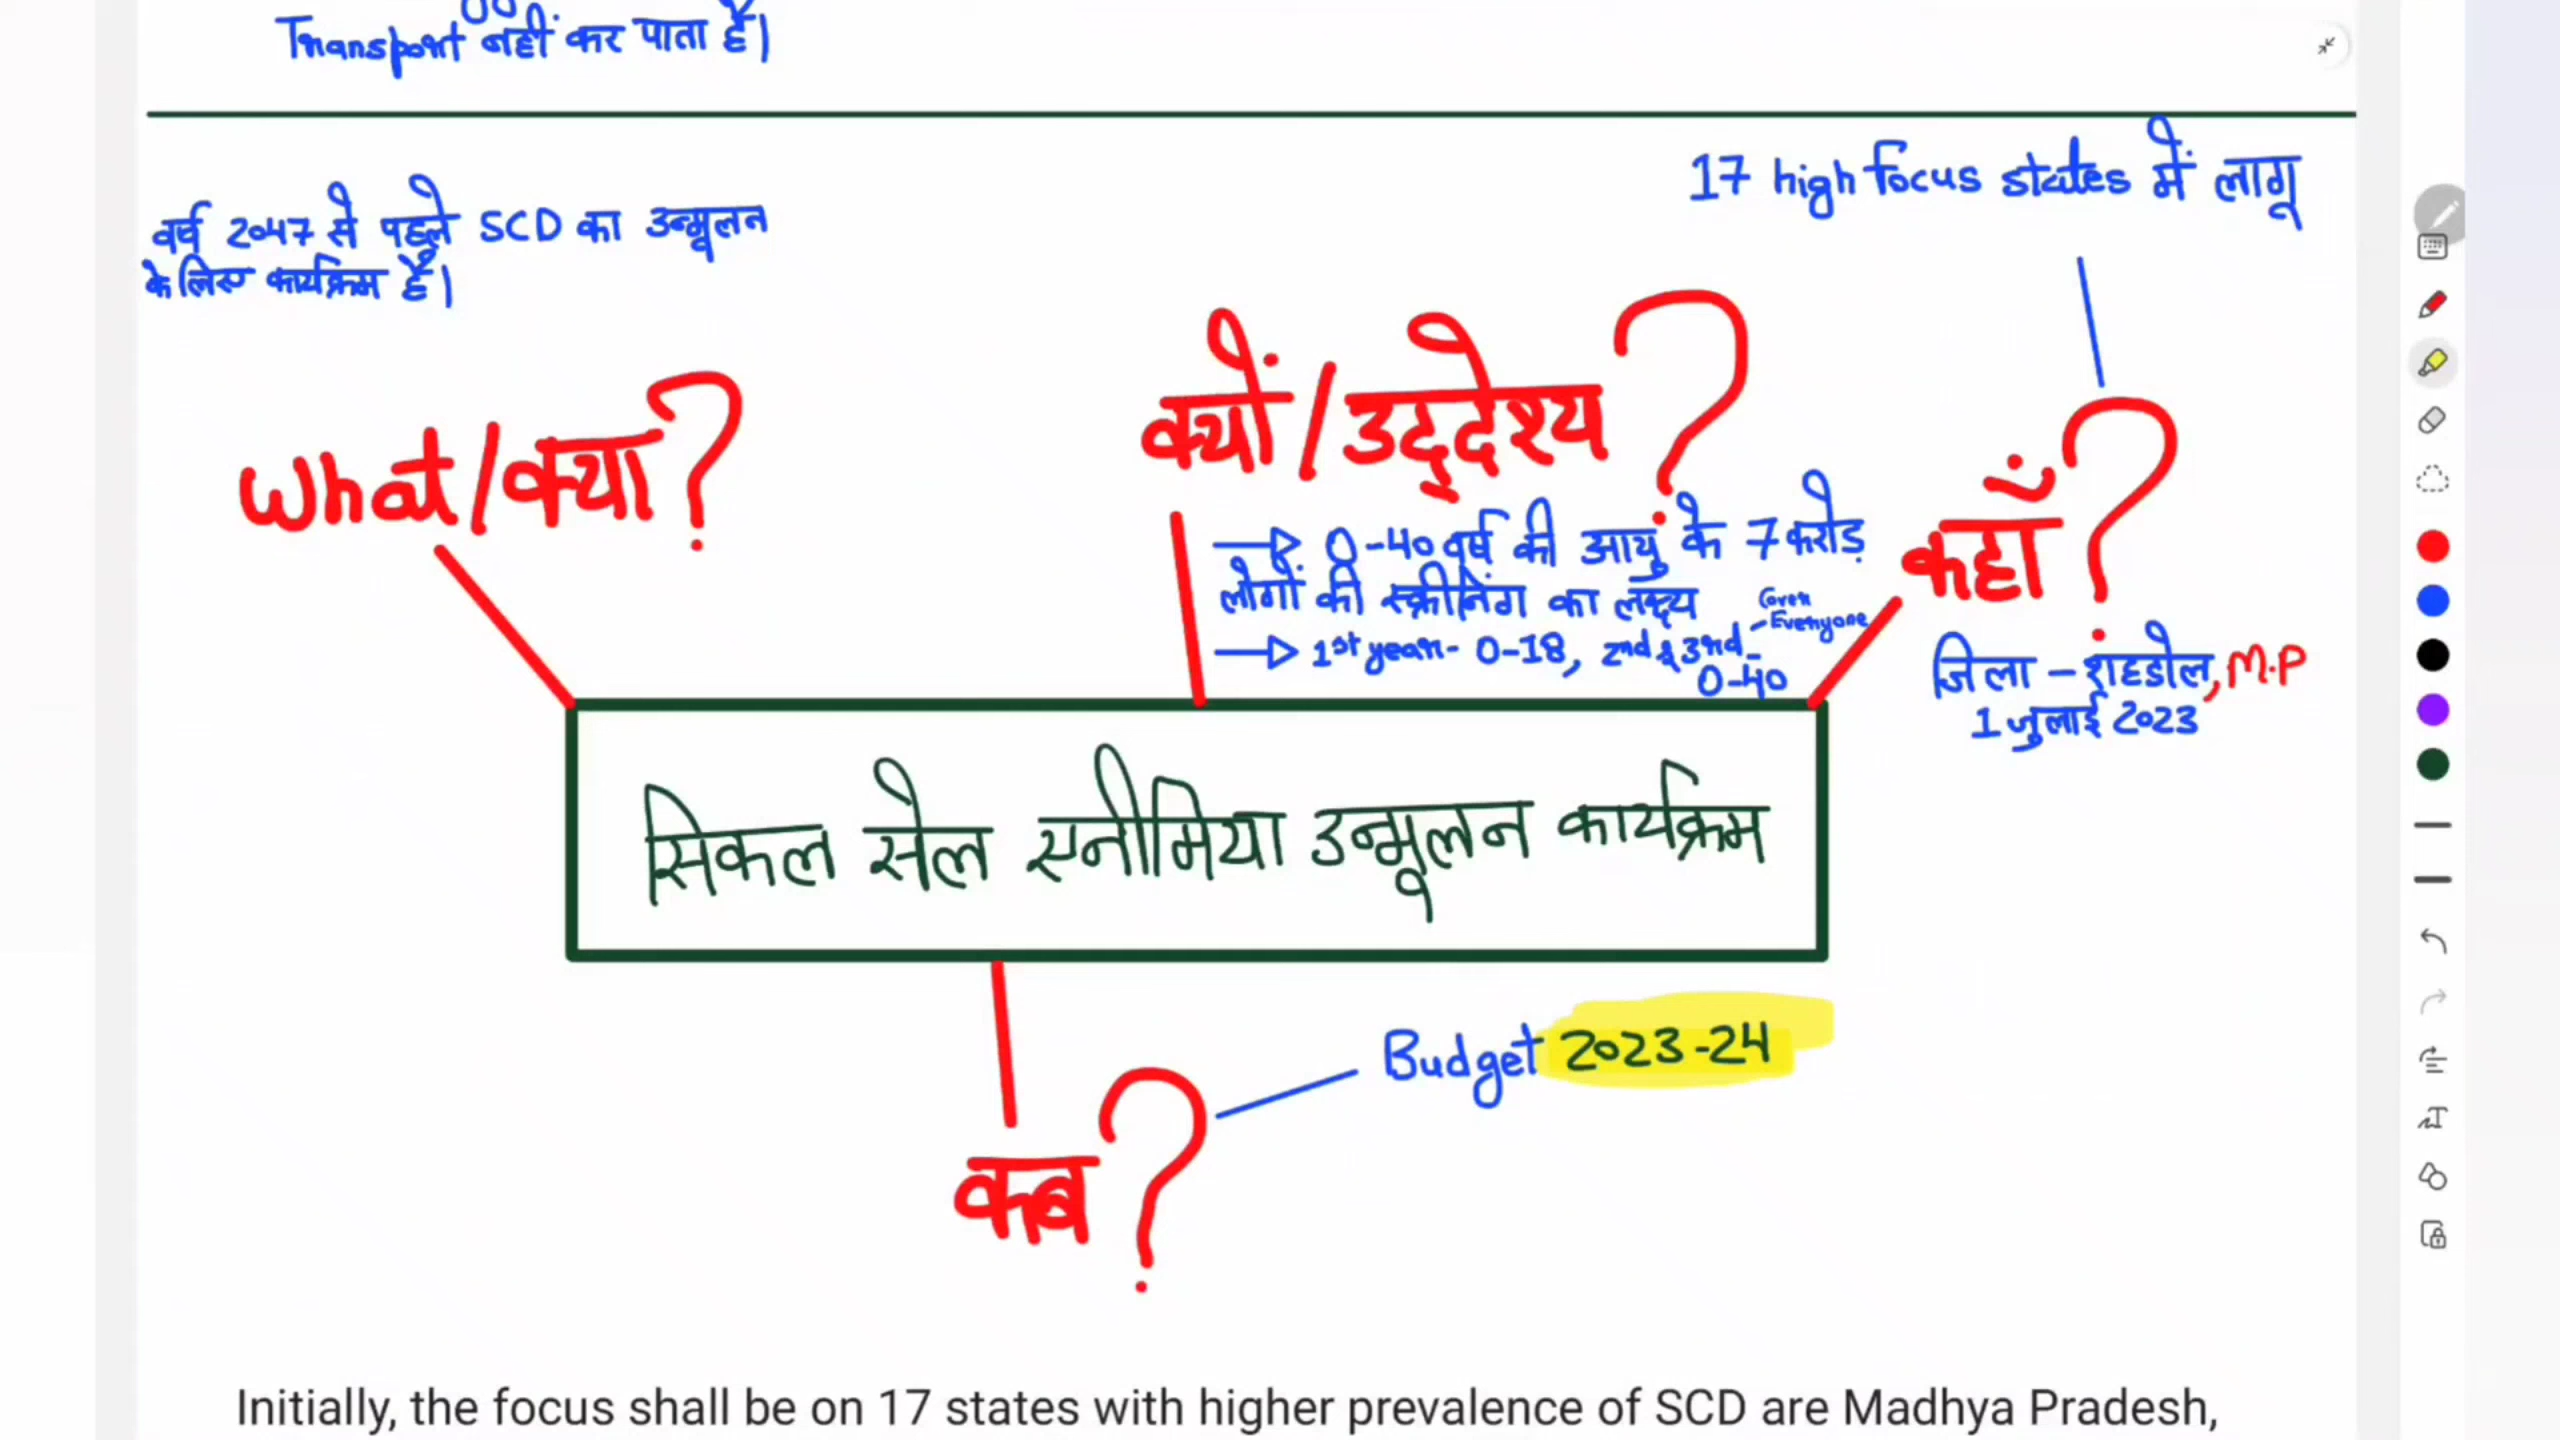 Transport नहीं कर पाता है।
17 high focus states में लागू
वर्ष 2047 से पहले SCD का उन्मूलन
के लिए कार्यक्रम है।
What/क्या?
क्यों/उद्देश्य?
कहाँ?
→ 0-40 वर्ष की आयु के 7 करोड़
लोगों की स्क्रीनिंग का लक्ष्य
→ 1st year- 0-18, 2nd & 3rd -
0-40
Cover
- Everyone
जिला - शहडोल, M.P
1 जुलाई 2023
सिकल सेल एनीमिया उन्मूलन कार्यक्रम
Budget 2023-24
कब?
Initially, the focus shall be on 17 states with higher prevalence of SCD are Madhya Pradesh,